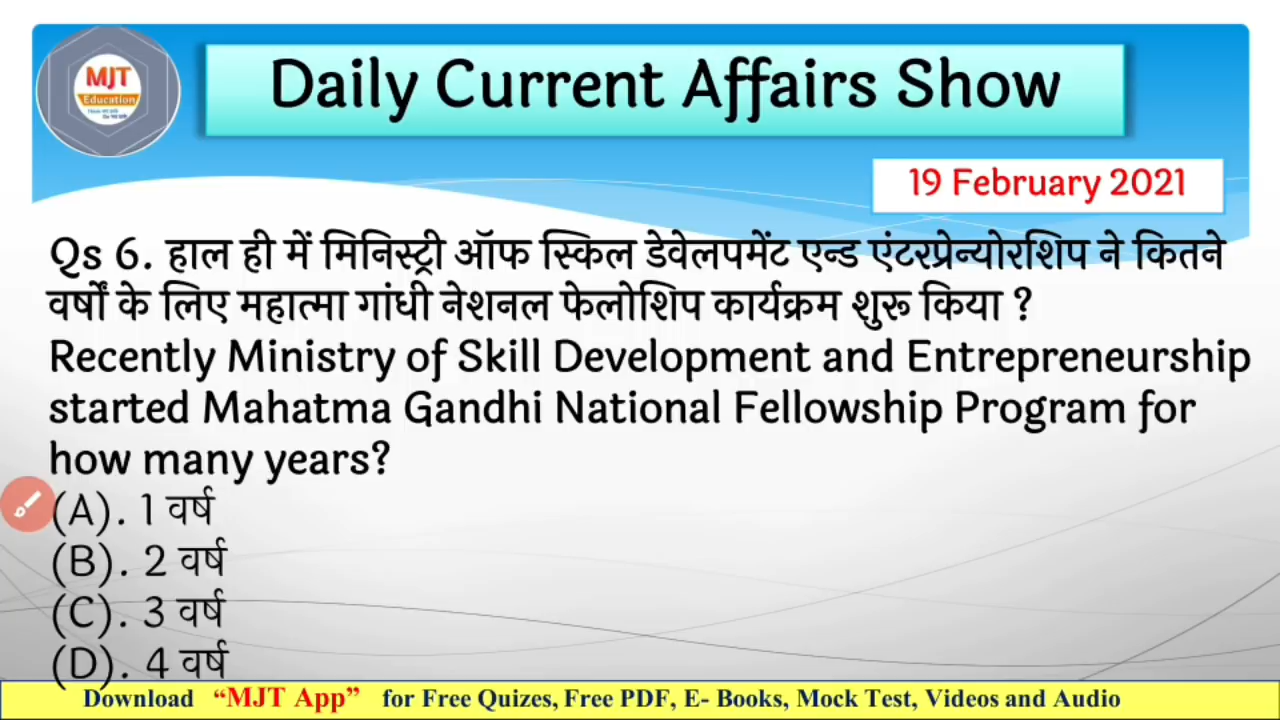 MJT
Education
Daily Current Affairs Show
19 February 2021
Qs 6. हाल ही में मिनिस्ट्री ऑफ स्किल डेवेलपमेंट एन्ड एंटरप्रेन्योरशिप ने कितने
वर्षों के लिए महात्मा गांधी नेशनल फेलोशिप कार्यक्रम शुरू किया ?
Recently Ministry of Skill Development and Entrepreneurship
started Mahatma Gandhi National Fellowship Program for
how many years?
(A). 1 वर्ष
(B). 2 वर्ष
(C). 3 वर्ष
(D). 4 वर्ष
Download “MJT App” for Free Quizes, Free PDF, E- Books, Mock Test, Videos and Audio